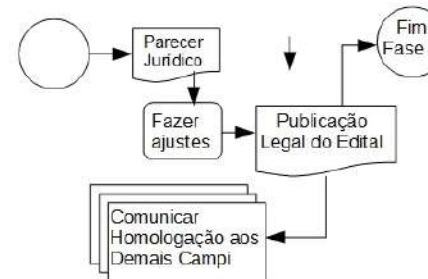 Parecer
Jurídico
Fim
Fase
Fazer
ajustes
Publicação
Legal do Edital
Comunicar
Homologação aos
Demais Campi